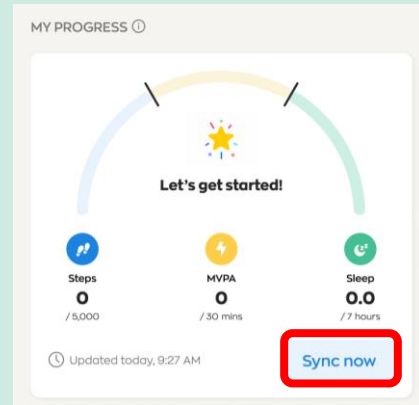 MY PROGRESS
Let's get started!
Steps MVPA Sleep
0 0 0.0
/ 5,000 / 30 mins / 7 hours
Updated today, 9:27 AM Sync now